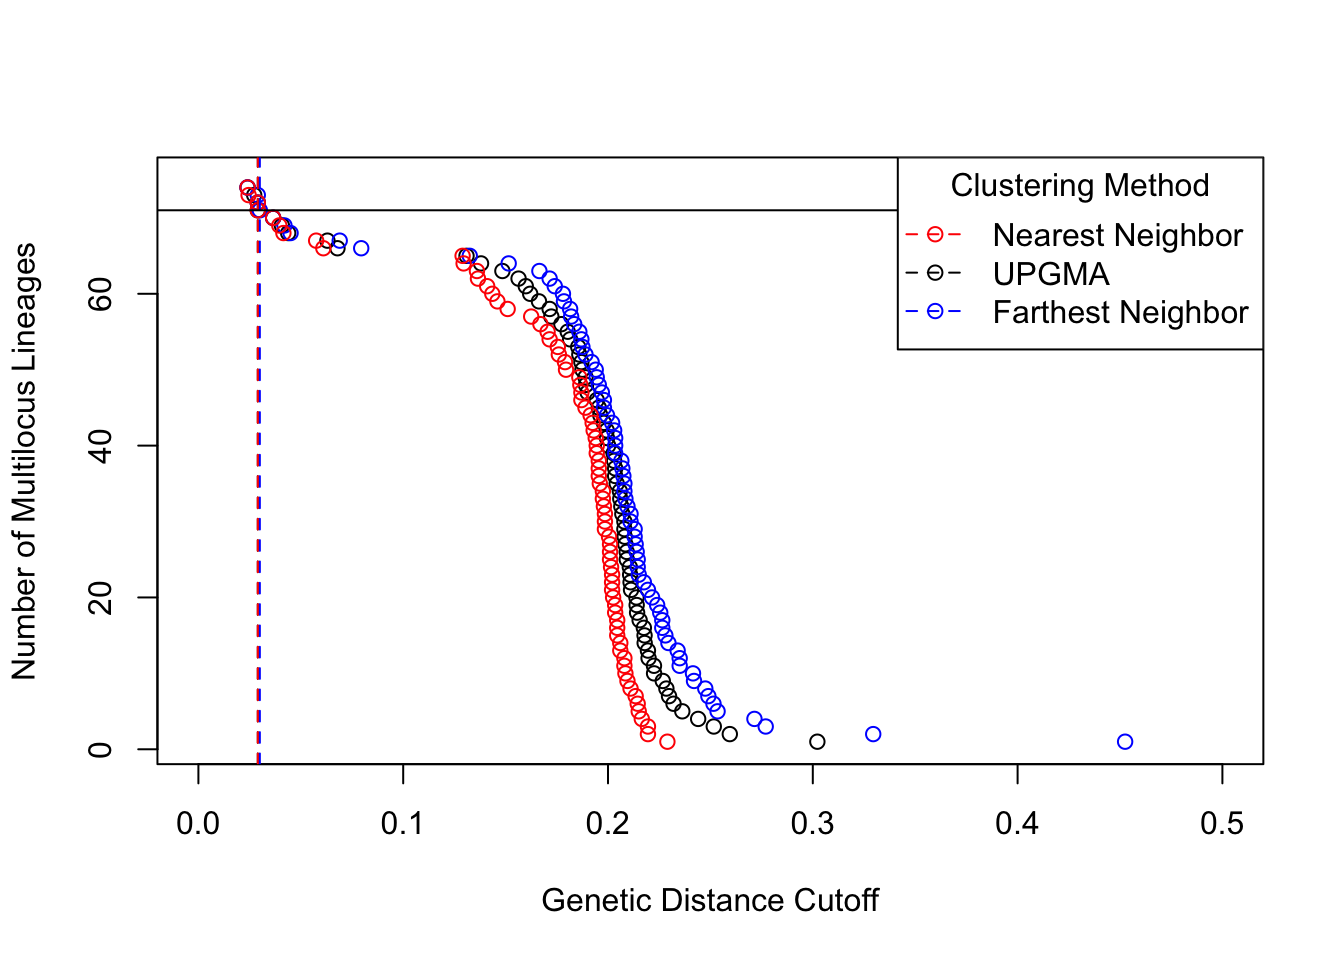 Clustering Method
Nearest Neighbor
UPGMA
Farthest Neighbor
Number of Multilocus Lineages
60
40
20
0
0.0 0.1 0.2 0.3 0.4 0.5
Genetic Distance Cutoff